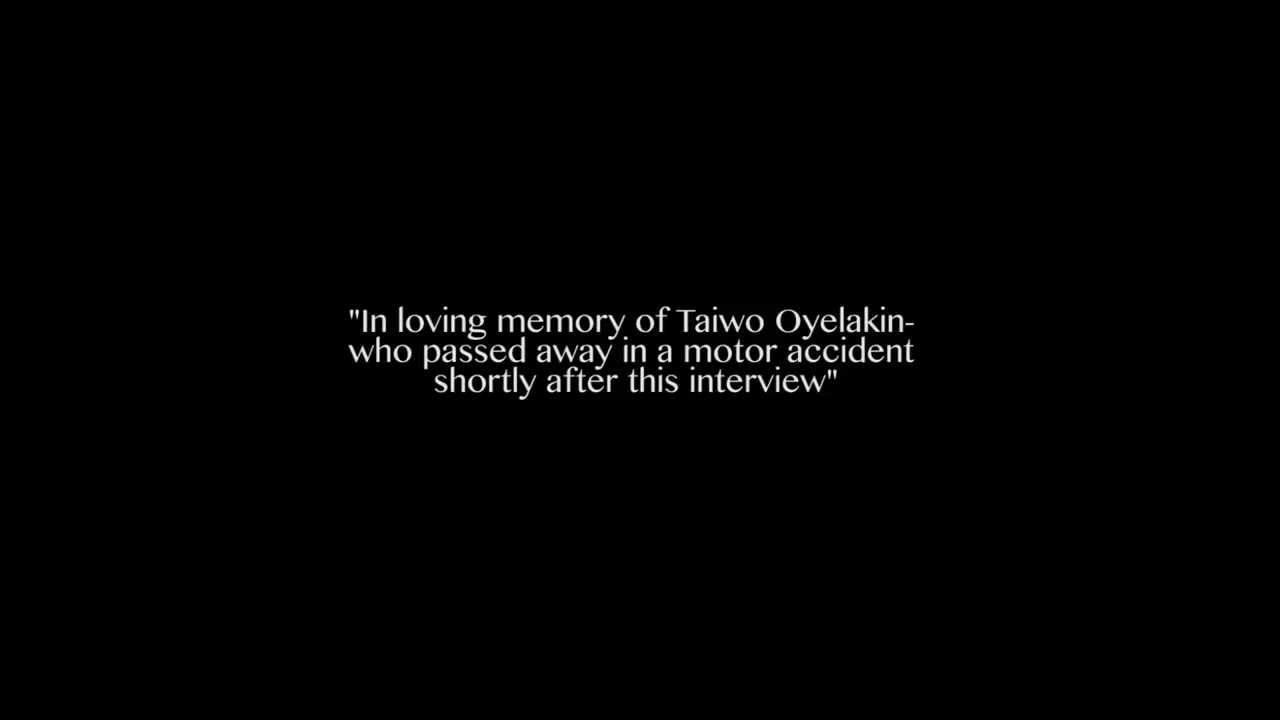 "In loving memory of Taiwo Oyelakin-
who passed away in a motor accident
shortly after this interview"